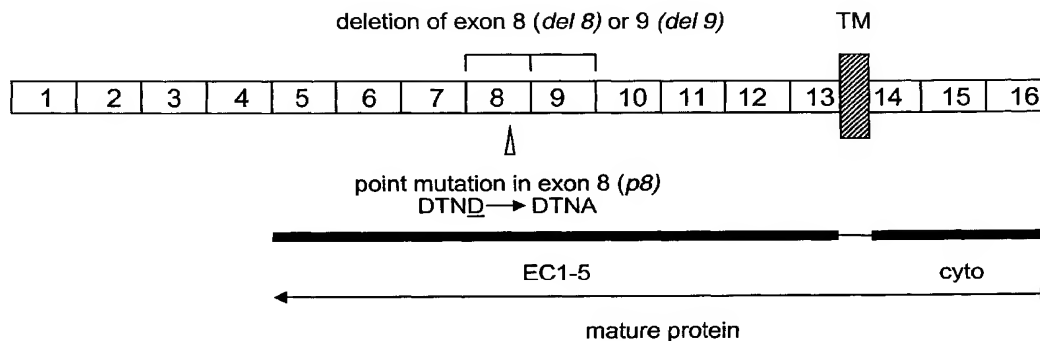 deletion of exon 8 (del 8) or 9 (del 9) TM
1 2 3 4 5 6 7 8 9 10 11 12 13 14 15 16
point mutation in exon 8 (p8)
DTND → DTNA
EC1-5 cyto
mature protein